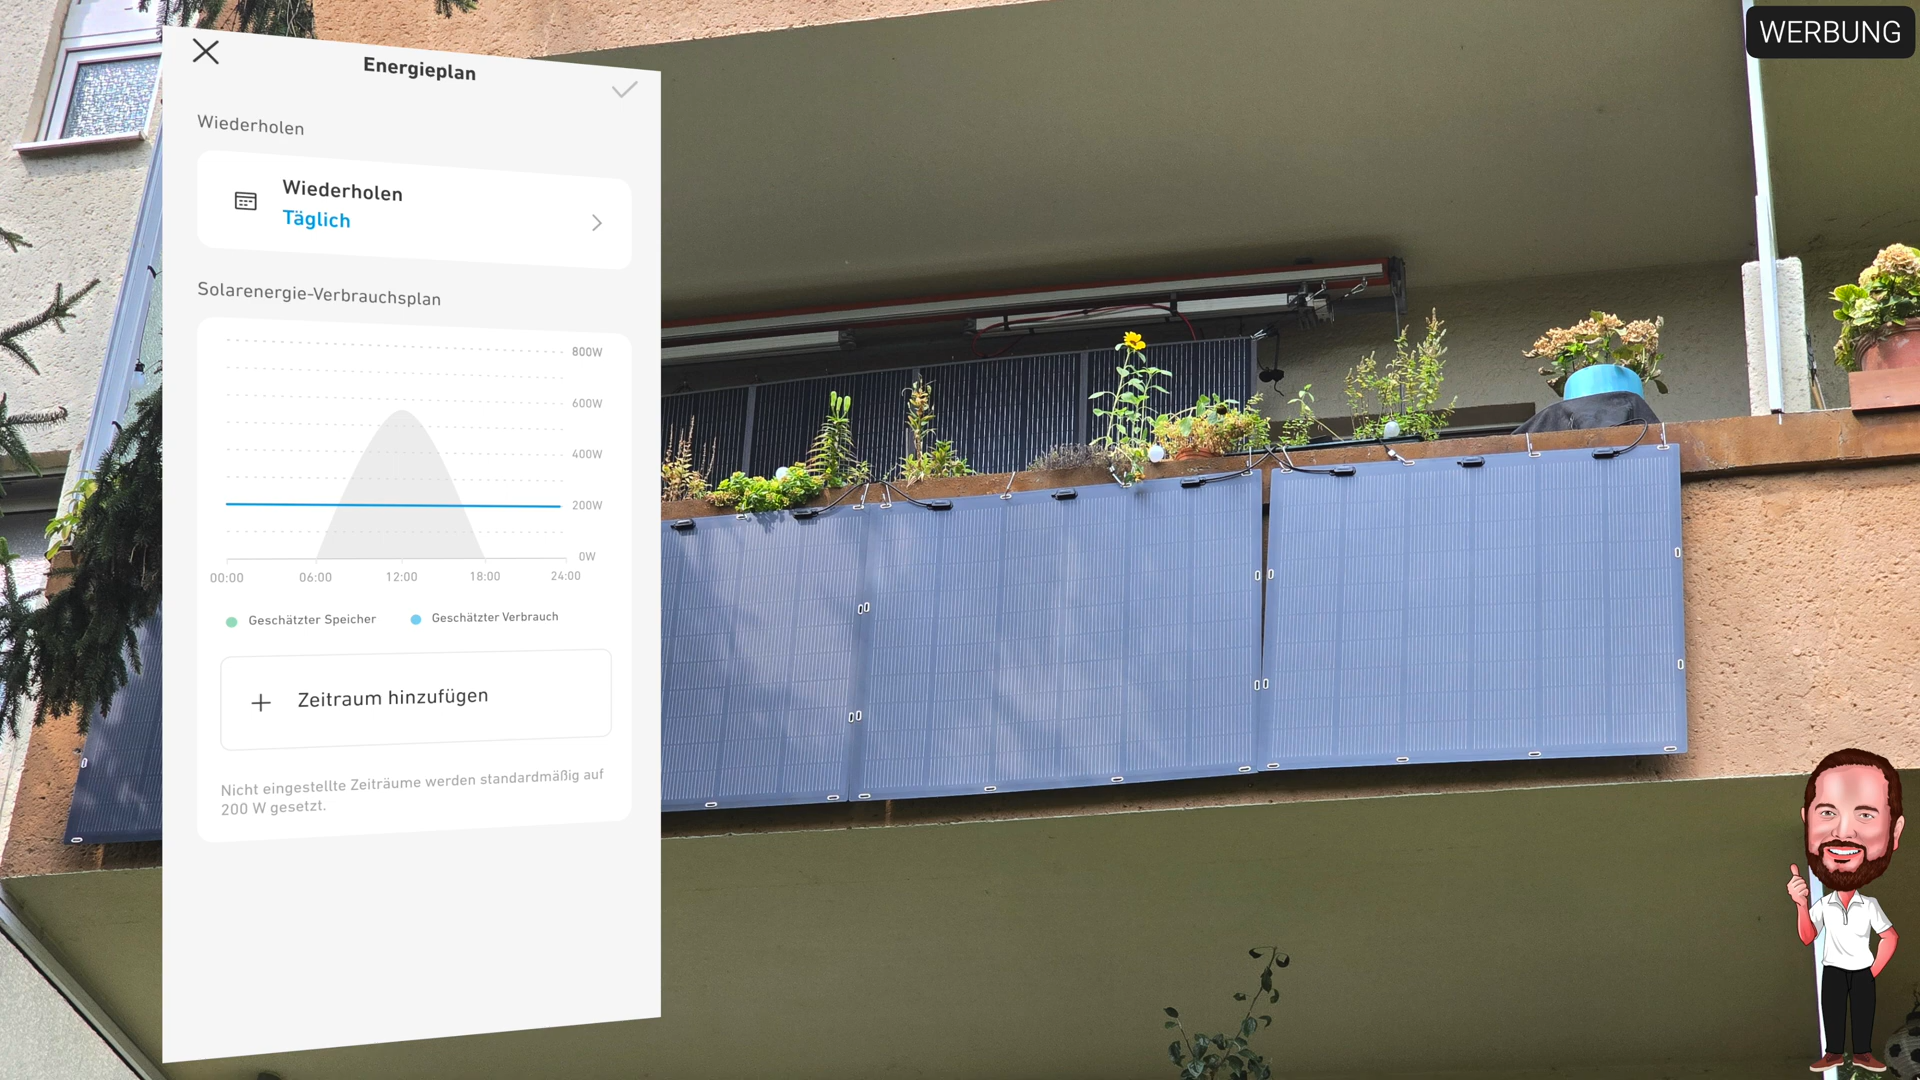 WERBUNG
Energieplan
Wiederholen
Wiederholen
Täglich
Solarenergie-Verbrauchsplan
800W
600W
400W
200W
0W
00:00 06:00 12:00 18:00 24:00
Geschätzter Speicher Geschätzter Verbrauch
+ Zeitraum hinzufügen
Nicht eingestellte Zeiträume werden standardmäßig auf
200 W gesetzt.